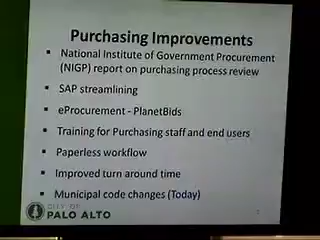 Purchasing Improvements
▪ National Institute of Government Procurement
(NIGP) report on purchasing process review
▪ SAP streamlining
▪ eProcurement - PlanetBids
▪ Training for Purchasing staff and end users
▪ Paperless workflow
▪ Improved turn around time
▪ Municipal code changes (Today)
CITY OF
PALO ALTO